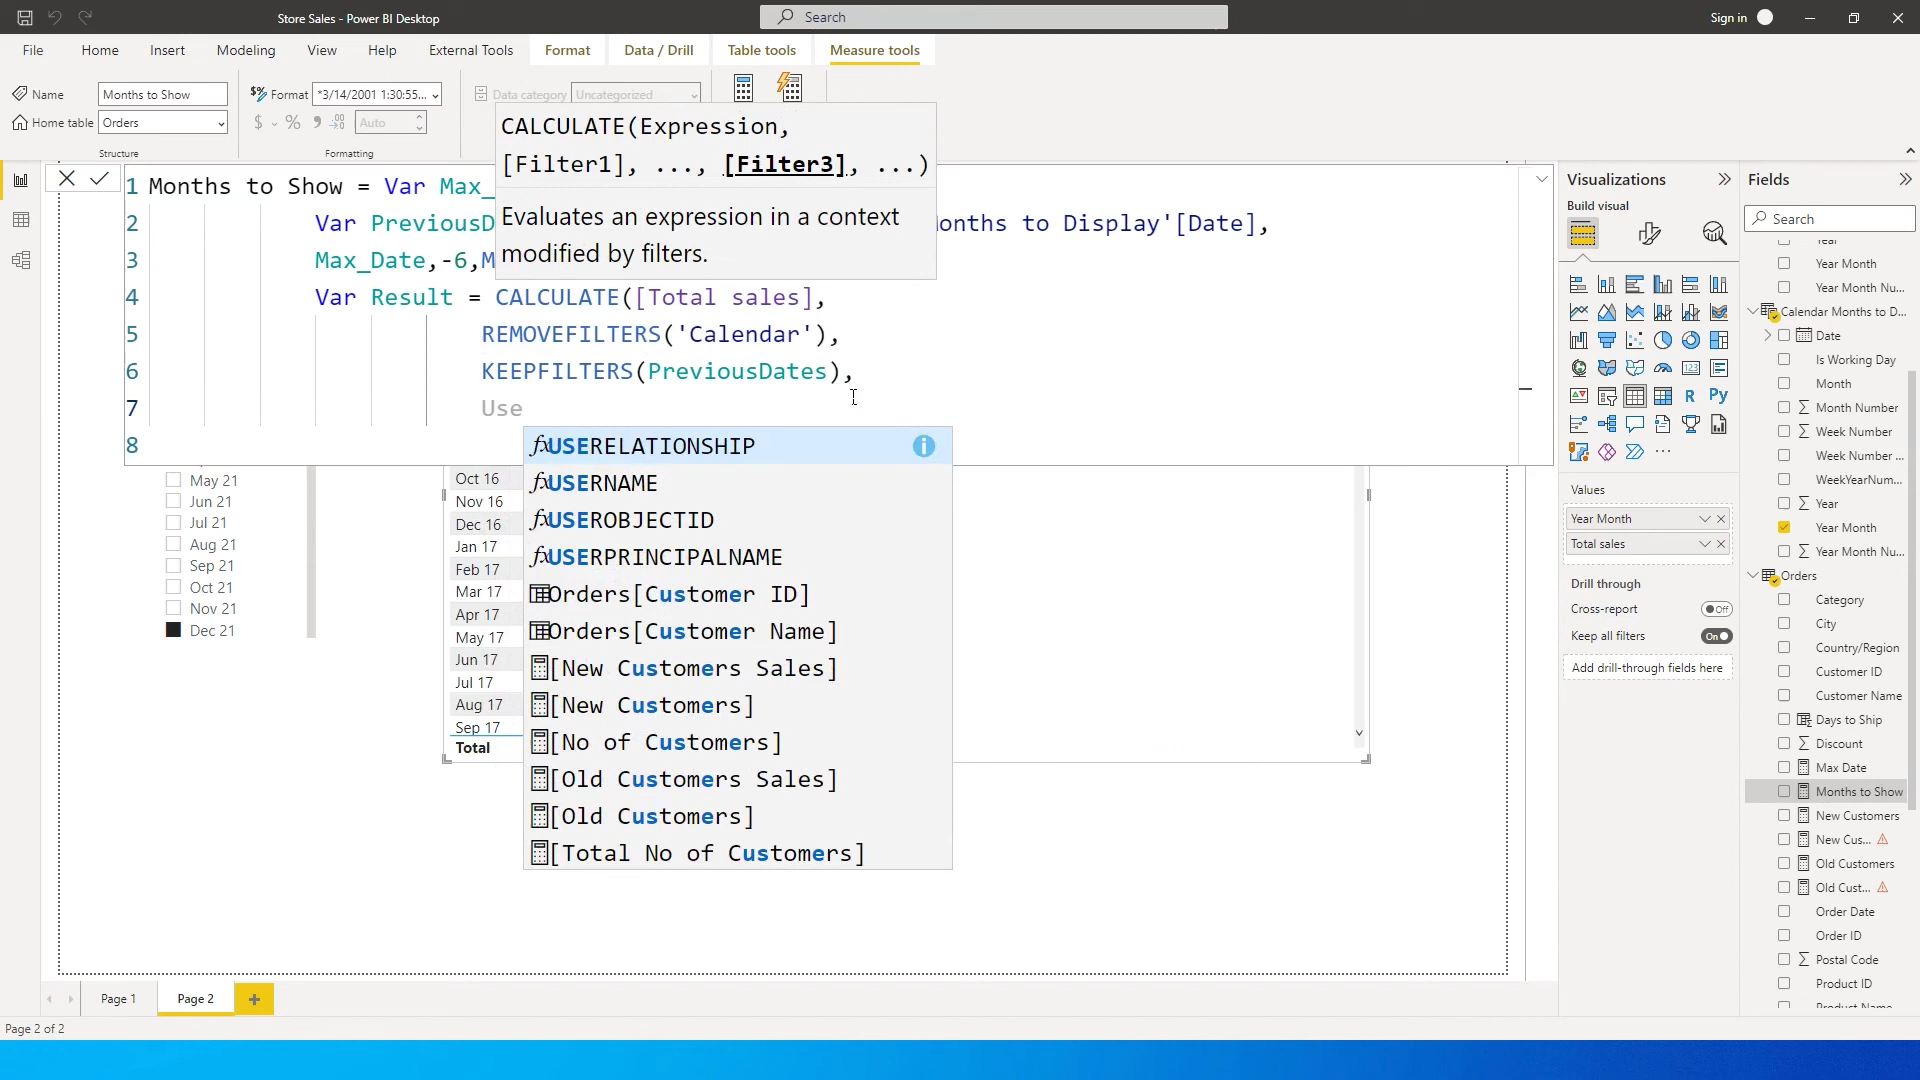 Store Sales - Power BI Desktop
Search
Sign in
File
Home
Insert
Modeling
View
Help
External Tools
Format
Data / Drill
Table tools
Measure tools
Name
Months to Show
Home table
Orders
Structure
Format
*3/14/2001 1:30:55...
$
%
Auto
Formatting
Data category
Uncategorized
CALCULATE(Expression,
[Filter1], ..., [Filter3], ...)
Evaluates an expression in a context
modified by filters.
1 Months to Show = Var Max_
2 Var PreviousD onths to Display'[Date],
3 Max_Date,-6,M
4 Var Result = CALCULATE([Total sales],
5 REMOVEFILTERS('Calendar'),
6 KEEPFILTERS(PreviousDates),
7 Use
8
USERELATIONSHIP
USERNAME
USEROBJECTID
USERPRINCIPALNAME
Orders[Customer ID]
Orders[Customer Name]
[New Customers Sales]
[New Customers]
[No of Customers]
[Old Customers Sales]
[Old Customers]
[Total No of Customers]
May 21
Jun 21
Jul 21
Aug 21
Sep 21
Oct 21
Nov 21
Dec 21
Oct 16
Nov 16
Dec 16
Jan 17
Feb 17
Mar 17
Apr 17
May 17
Jun 17
Jul 17
Aug 17
Sep 17
Total
Page 1
Page 2
Page 2 of 2
Visualizations
Build visual
R
Py
123
Values
Year Month
Total sales
Drill through
Cross-report
Off
Keep all filters
On
Add drill-through fields here
Fields
Search
Year
Year Month
Year Month Nu...
Calendar Months to D...
Date
Is Working Day
Month
Month Number
Week Number
Week Number ...
WeekYearNum...
Year
Year Month
Year Month Nu...
Orders
Category
City
Country/Region
Customer ID
Customer Name
Days to Ship
Discount
Max Date
Months to Show
New Customers
New Cus...
Old Customers
Old Cust...
Order Date
Order ID
Postal Code
Product ID
Product Name